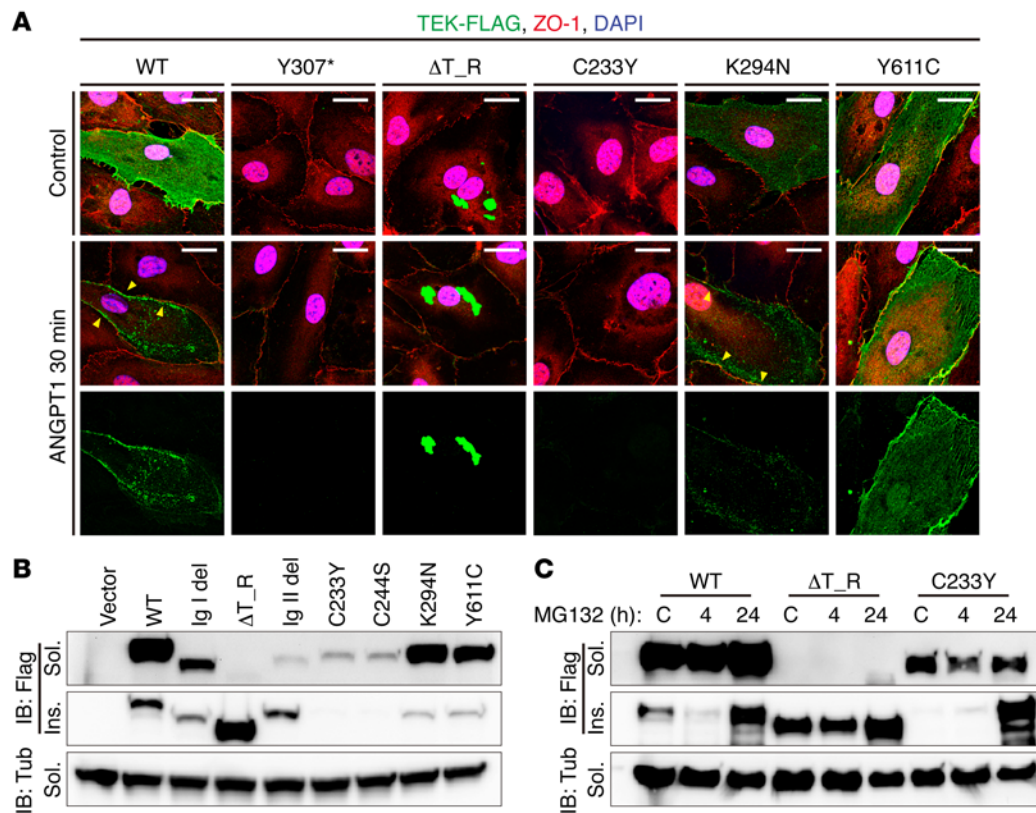 A
TEK-FLAG, ZO-1, DAPI
WT Y307* ΔT_R C233Y K294N Y611C
Control
ANGPT1 30 min
B
Vector WT Ig I del ΔT_R Ig II del C233Y C244S K294N Y611C
IB: Flag
Sol.
Ins.
IB: Tub
Sol.
C
WT ΔT_R C233Y
MG132 (h): C 4 24 C 4 24 C 4 24
IB: Flag
Sol.
Ins.
IB: Tub
Sol.